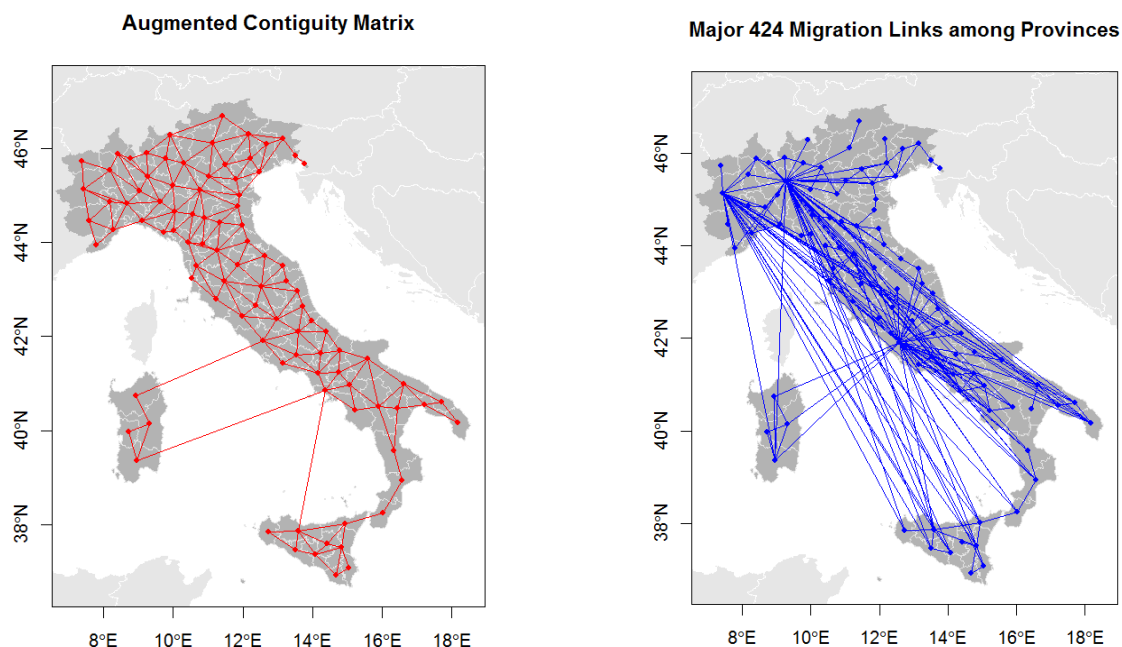 Augmented Contiguity Matrix
Major 424 Migration Links among Provinces
46°N
44°N
42°N
40°N
38°N
8°E 10°E 12°E 14°E 16°E 18°E
46°N
44°N
42°N
40°N
38°N
8°E 10°E 12°E 14°E 16°E 18°E